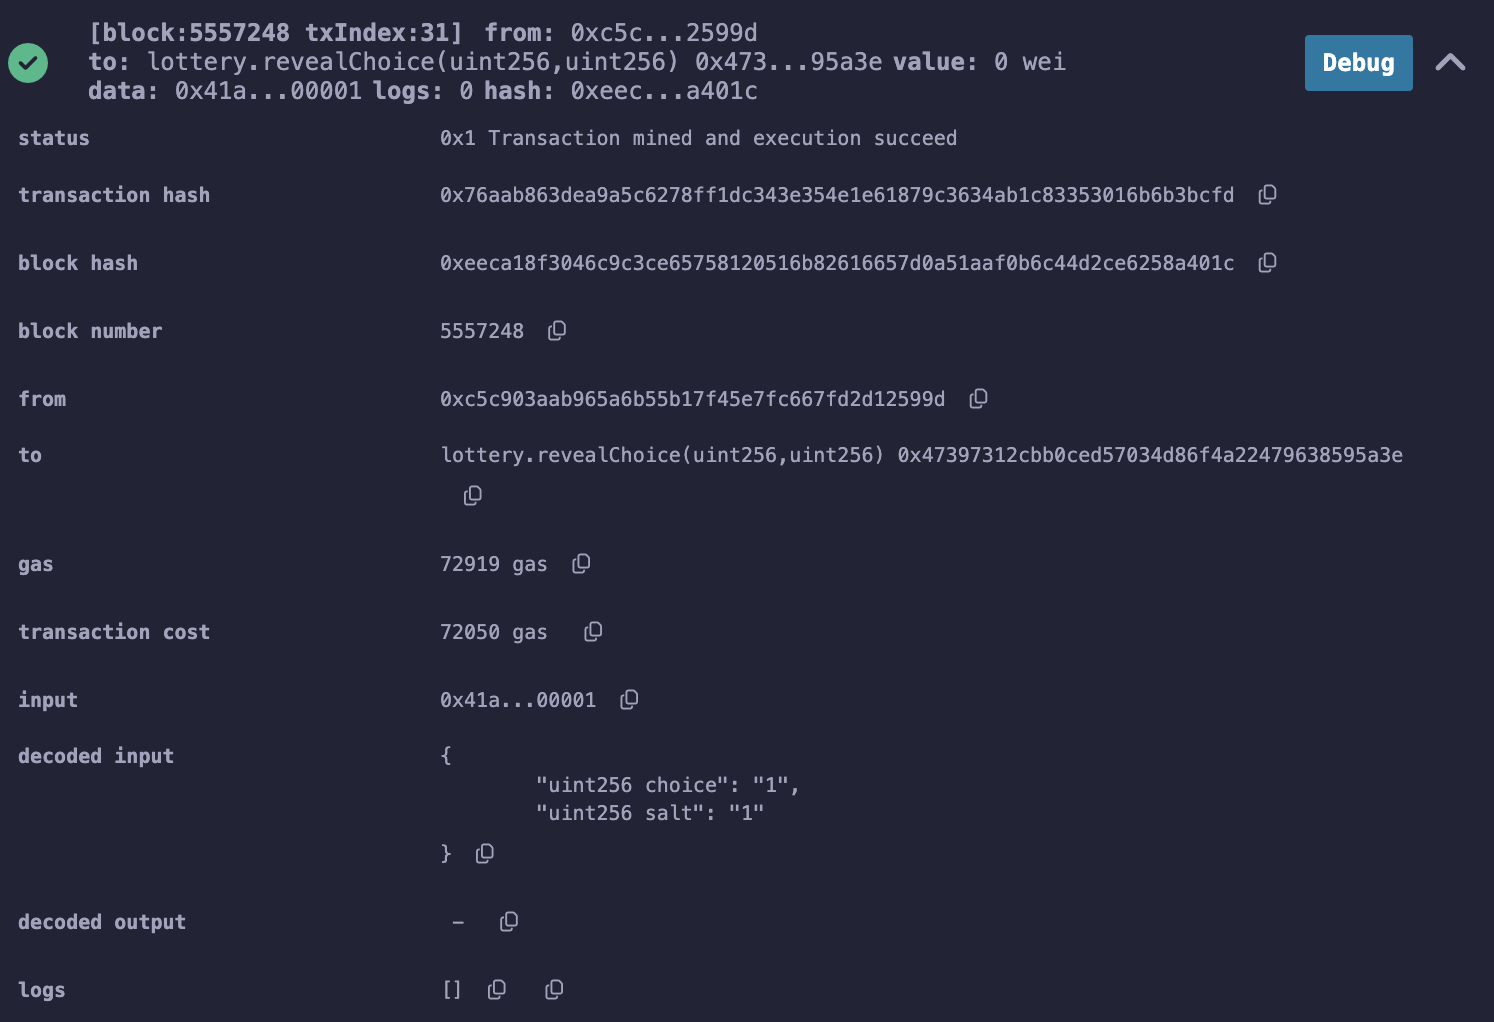 [block:5557248 txIndex:31] from: 0xc5c...2599d
to: lottery.revealChoice(uint256,uint256) 0x473...95a3e value: 0 wei
data: 0x41a...00001 logs: 0 hash: 0xeec...a401c
Debug
status 0x1 Transaction mined and execution succeed
transaction hash 0x76aab863dea9a5c6278ff1dc343e354e1e61879c3634ab1c83353016b6b3bcfd
block hash 0xeeca18f3046c9c3ce65758120516b82616657d0a51aaf0b6c44d2ce6258a401c
block number 5557248
from 0xc5c903aab965a6b55b17f45e7fc667fd2d12599d
to lottery.revealChoice(uint256,uint256) 0x47397312cbb0ced57034d86f4a22479638595a3e
gas 72919 gas
transaction cost 72050 gas
input 0x41a...00001
decoded input {
"uint256 choice": "1",
"uint256 salt": "1"
}
decoded output –
logs []